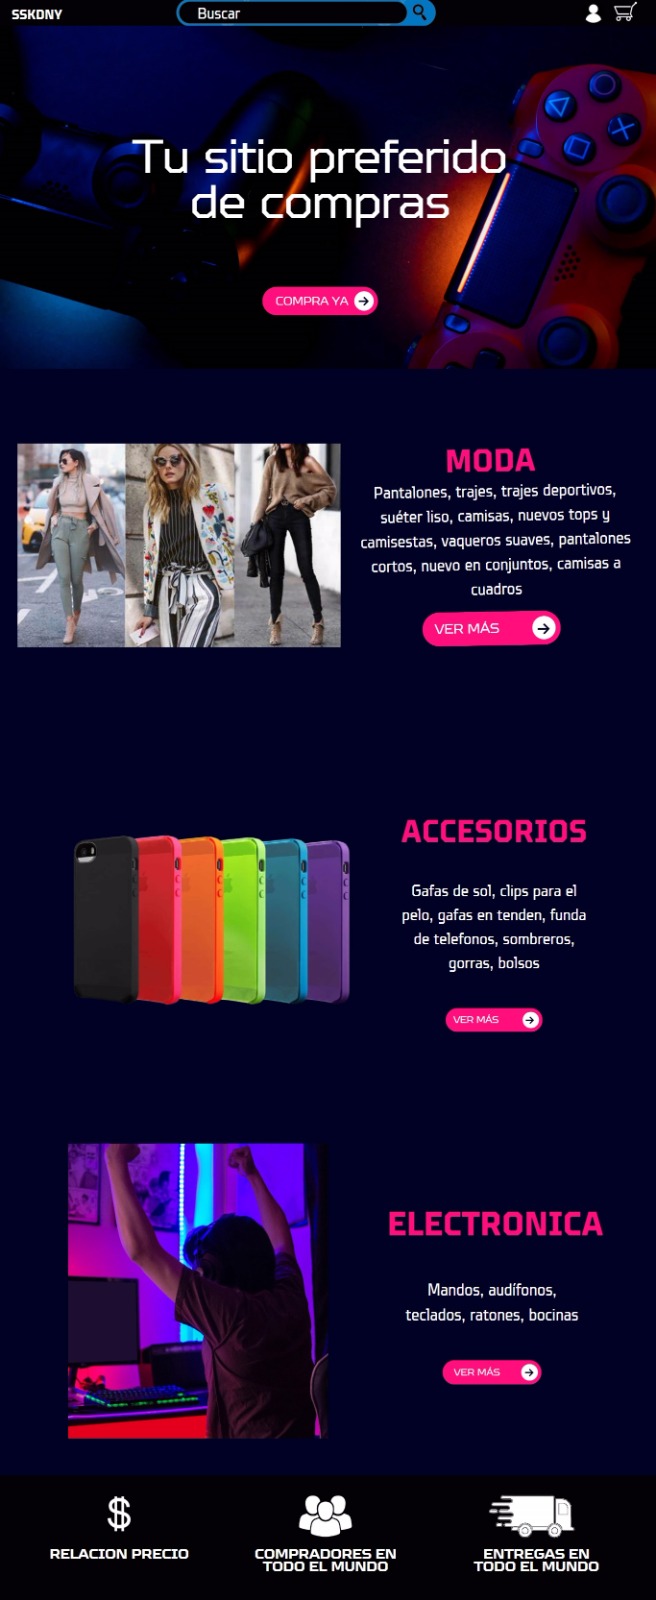 SSKDNY
Buscar
Tu sitio preferido
de compras
COMPRA YA
MODA
Pantalones, trajes, trajes deportivos,
suéter liso, camisas, nuevos tops y
camisestas, vaqueros suaves, pantalones
cortos, nuevo en conjuntos, camisas a
cuadros
VER MÁS
ACCESORIOS
Gafas de sol, clips para el
pelo, gafas en tenden, funda
de telefonos, sombreros,
gorras, bolsos
VER MÁS
ELECTRONICA
Mandos, audífonos,
teclados, ratones, bocinas
VER MÁS
RELACION PRECIO
COMPRADORES EN
TODO EL MUNDO
ENTREGAS EN
TODO EL MUNDO